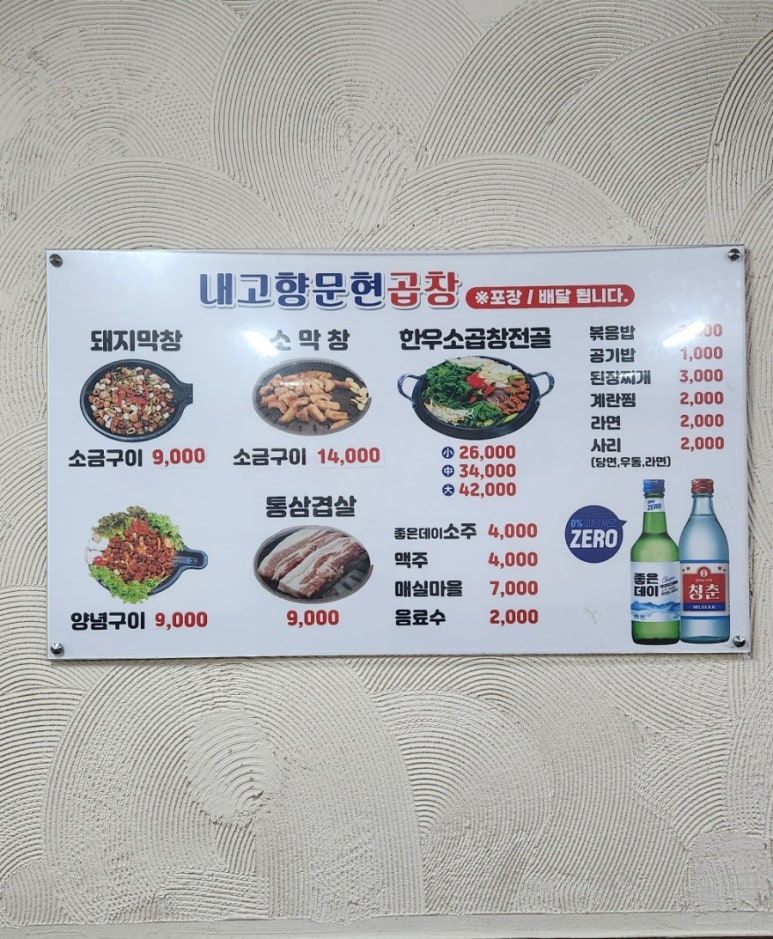 내고향문현곱창
※포장 / 배달 됩니다.
돼지막창
소금구이 9,000
양념구이 9,000
소 막 창
소금구이 14,000
통삼겹살
9,000
한우소곱창전골
小 26,000
中 34,000
大 42,000
좋은데이소주 4,000
맥주 4,000
매실마을 7,000
음료수 2,000
볶음밥
공기밥 1,000
된장찌개 3,000
계란찜 2,000
라면 2,000
사리 2,000
(당면,우동,라면)
0%
ZERO
ZERO
좋은
데이
청춘
MUHAK